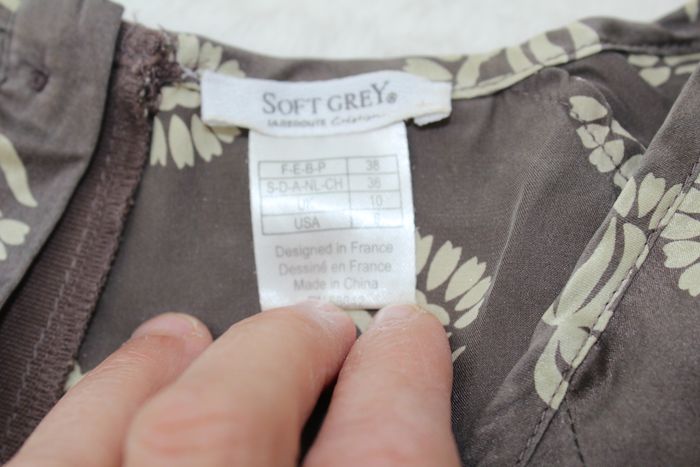 SOFT GREY®
LA REDOUTE Création
F-E-B-P 38
S-D-A-NL-CH 36
UK 10
USA
Designed in France
Dessiné en France
Made in China